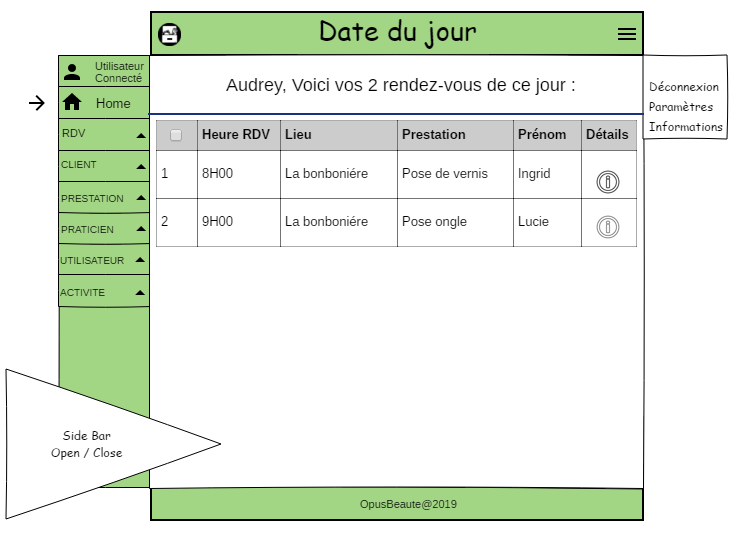 Date du jour
Utilisateur
Connecté
Home
RDV
CLIENT
PRESTATION
PRATICIEN
UTILISATEUR
ACTIVITE
Audrey, Voici vos 2 rendez-vous de ce jour :
Heure RDV Lieu Prestation Prénom Détails
1 8H00 La bonboniére Pose de vernis Ingrid
2 9H00 La bonboniére Pose ongle Lucie
Déconnexion
Paramètres
Informations
Side Bar
Open / Close
OpusBeaute@2019